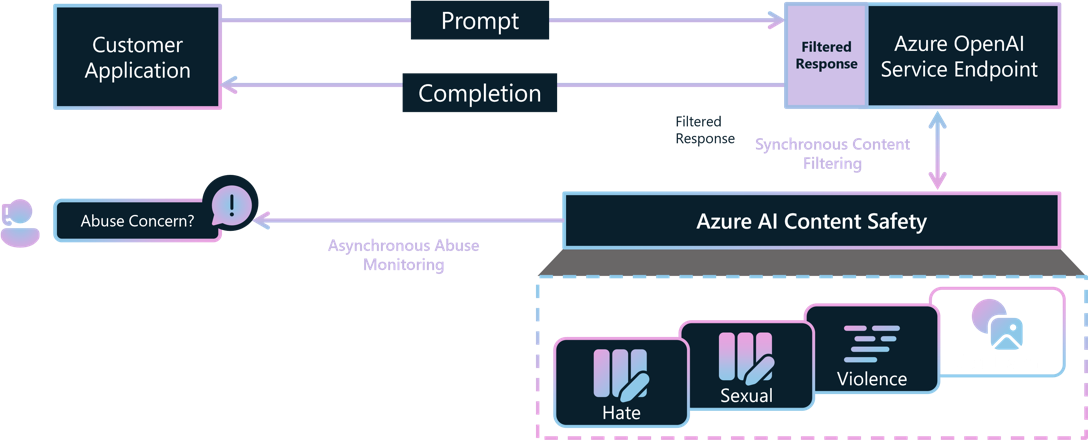 Customer
Application
Prompt
Completion
Filtered
Response
Azure OpenAI
Service Endpoint
Filtered
Response
Synchronous Content
Filtering
Abuse Concern?
!
Asynchronous Abuse
Monitoring
Azure AI Content Safety
Hate
Sexual
Violence